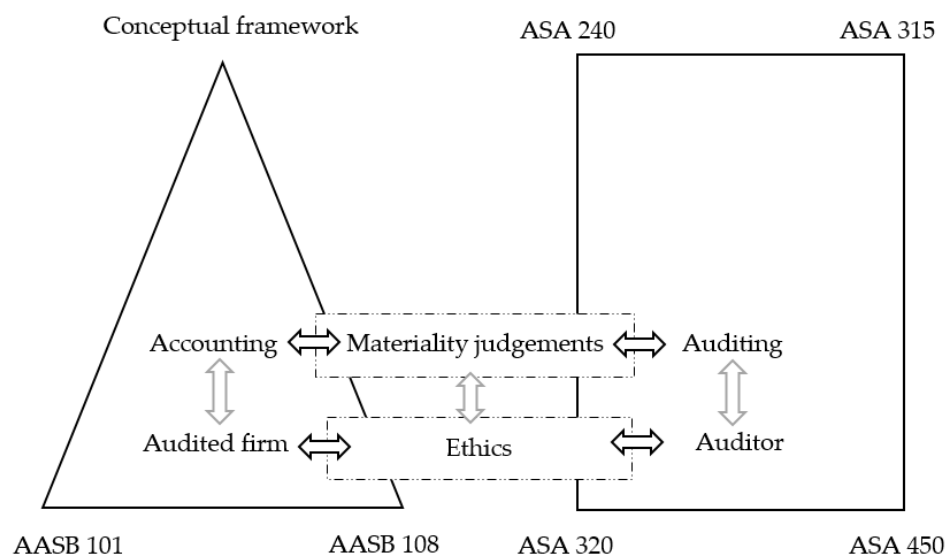 Conceptual framework
ASA 240
ASA 315
Accounting
Materiality judgements
Auditing
Audited firm
Ethics
Auditor
AASB 101
AASB 108
ASA 320
ASA 450